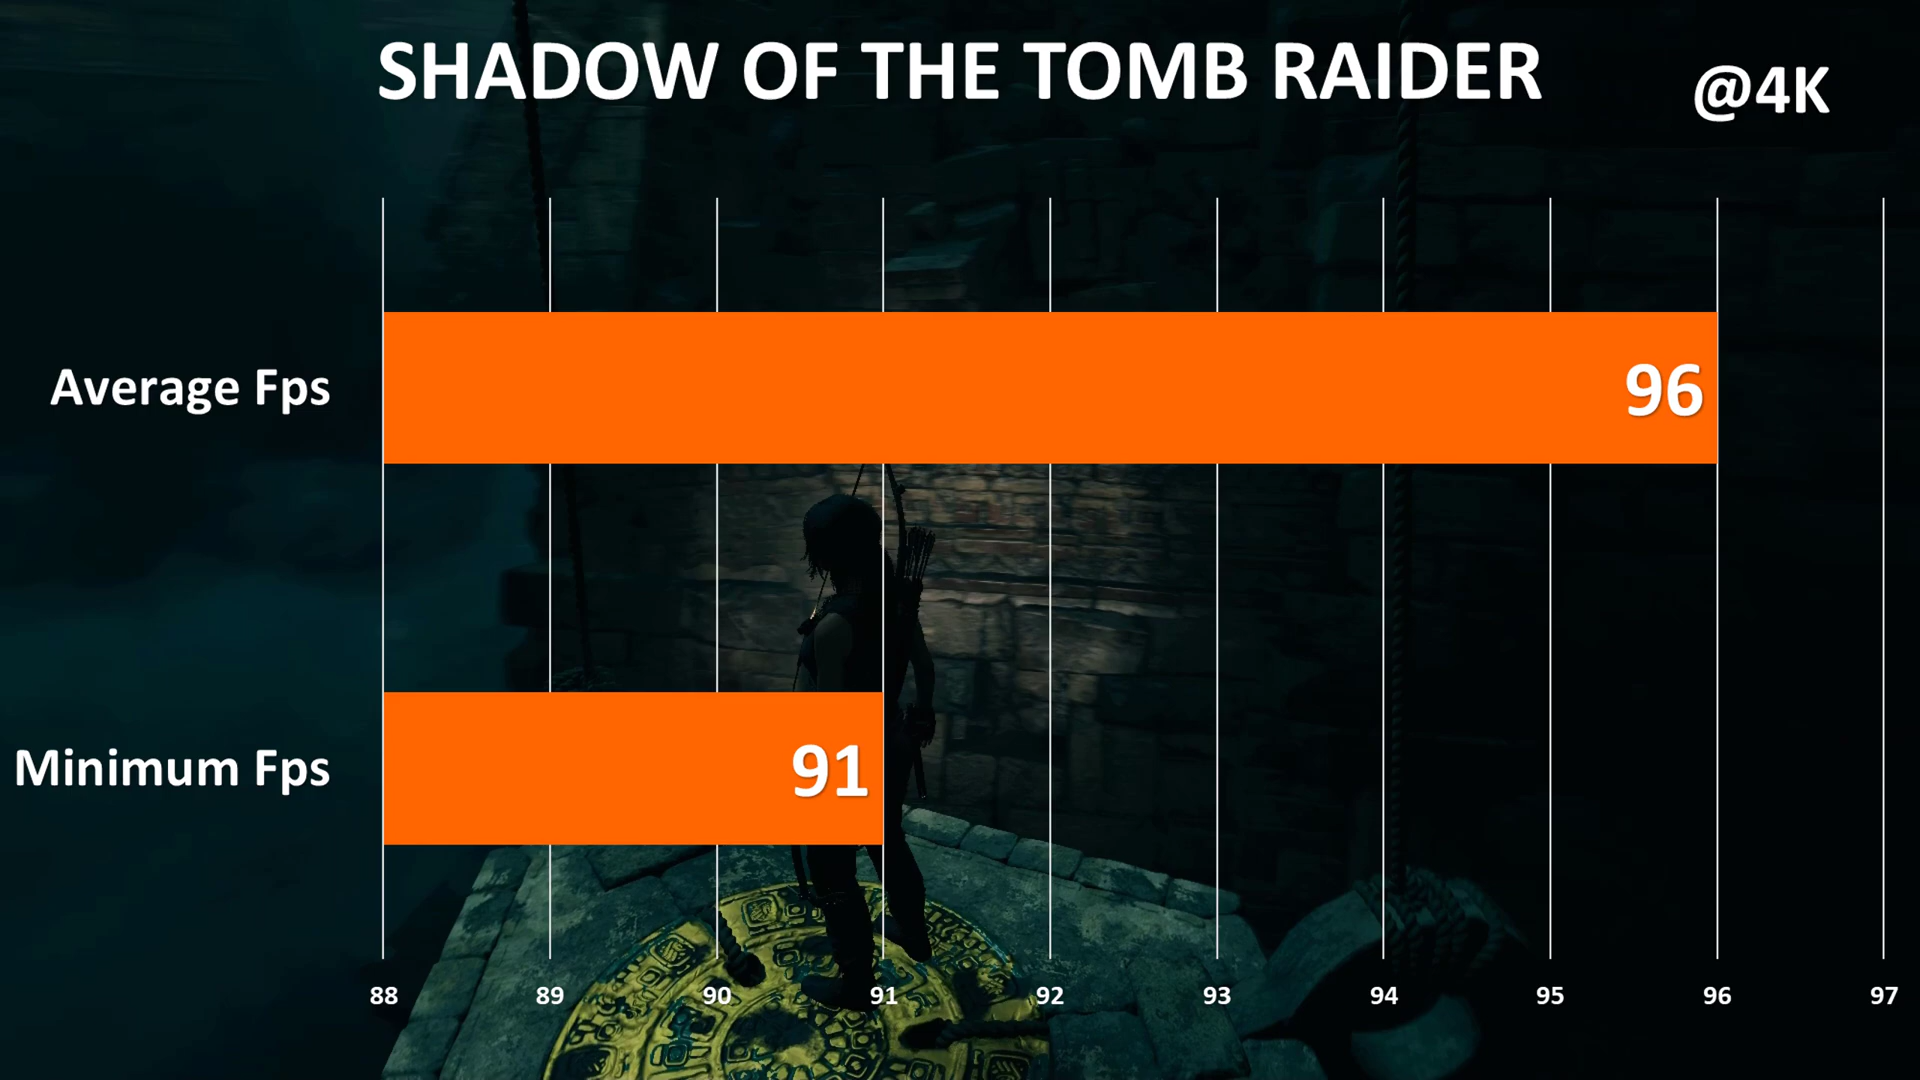 SHADOW OF THE TOMB RAIDER
@4K
Average Fps
96
Minimum Fps
91
88 89 90 91 92 93 94 95 96 97